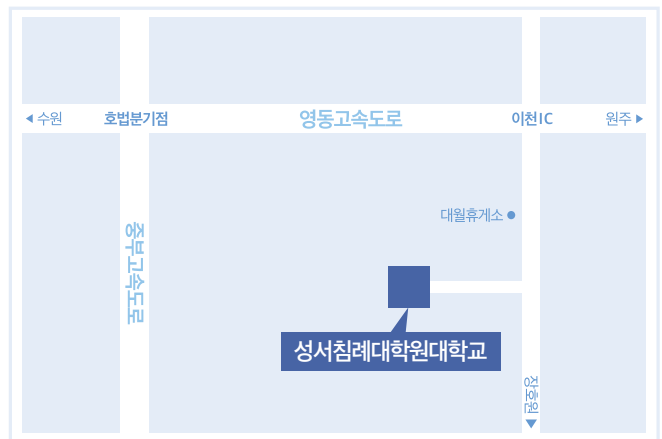 ◀ 수원
호법분기점
영동고속도로
이천IC
원주 ▶
대월휴게소
중부고속도로
성서침례대학원대학교
장호원 ▼